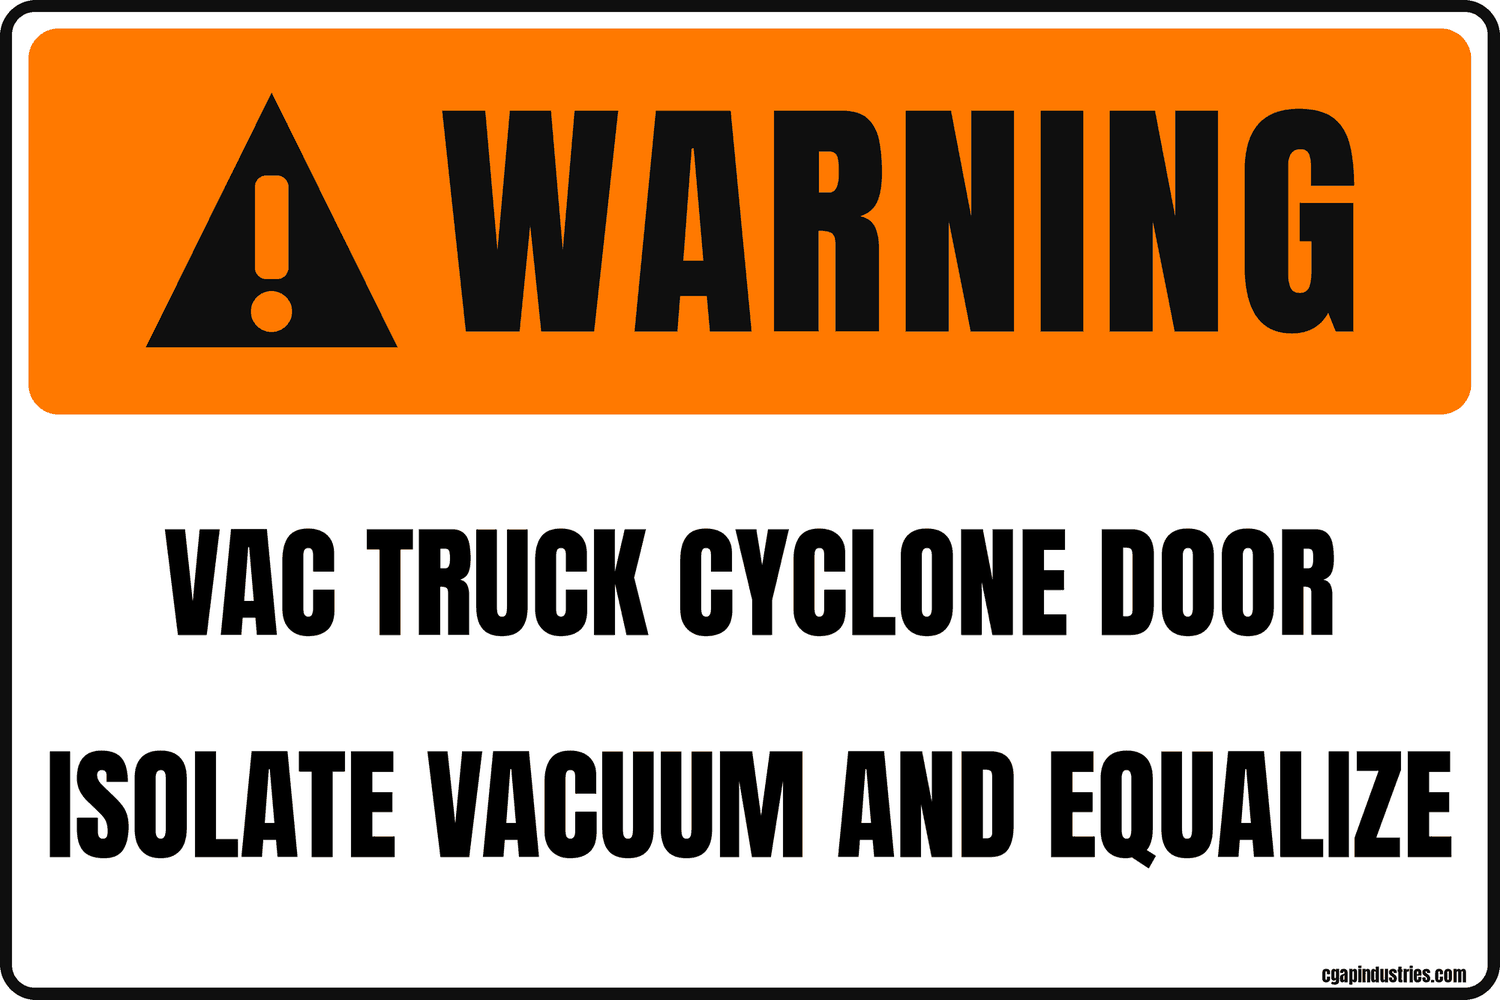 WARNING
VAC TRUCK CYCLONE DOOR
ISOLATE VACUUM AND EQUALIZE
cgapindustries.com